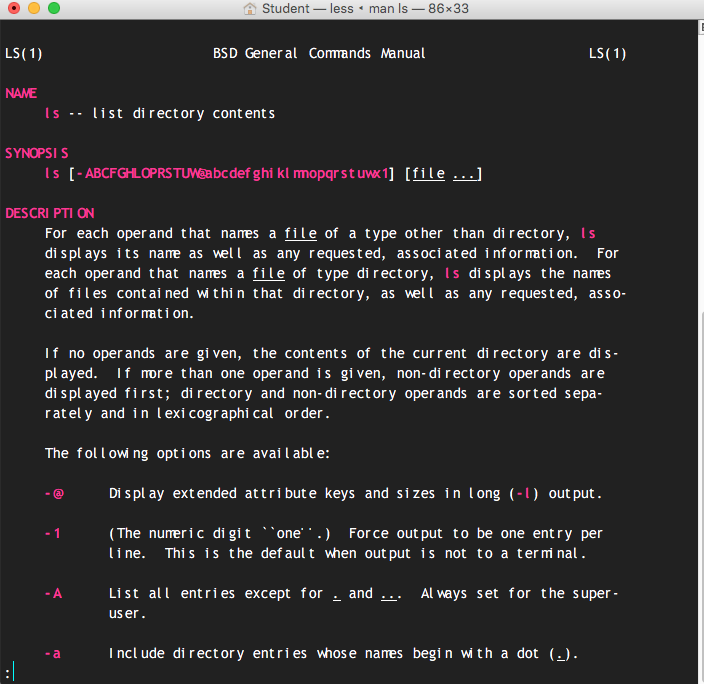 Student — less ◂ man ls — 86×33
LS(1) BSD General Commands Manual LS(1)
NAME
ls -- list directory contents
SYNOPSIS
ls [-ABCFGHLOPRSTUW@abcdefghiklmnopqrstuwx1] [file ...]
DESCRIPTION
For each operand that names a file of a type other than directory, ls
displays its name as well as any requested, associated information.  For
each operand that names a file of type directory, ls displays the names
of files contained within that directory, as well as any requested, asso-
ciated information.
If no operands are given, the contents of the current directory are dis-
played.  If more than one operand is given, non-directory operands are
displayed first; directory and non-directory operands are sorted sepa-
rately and in lexicographical order.
The following options are available:
-@ Display extended attribute keys and sizes in long (-l) output.
-1 (The numeric digit ``one''.)  Force output to be one entry per
line.  This is the default when output is not to a terminal.
-A List all entries except for . and ...  Always set for the super-
user.
-a Include directory entries whose names begin with a dot (.).
: